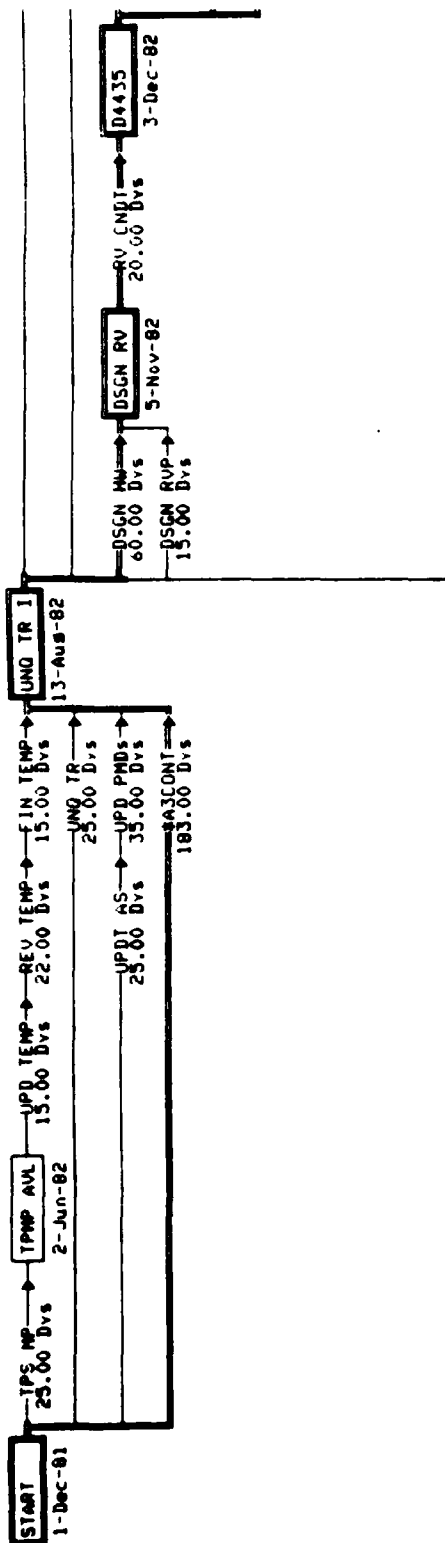 START
1-Dec-81
TPS MP
25.00 Dys
TPMP AVL
2-Jun-82
UPD TEMP
15.00 Dys
REV TEMP
22.00 Dys
FIN TEMP
15.00 Dys
UNQ TR
25.00 Dys
UPDT AS
25.00 Dys
UPD PMDs
35.00 Dys
*A3CONT
183.00 Dys
UNQ TR I
13-Aug-82
DSGN HW
60.00 Dys
DSGN RVP
15.00 Dys
DSGN RV
5-Nov-82
RV CNDT
20.00 Dys
D4435
3-Dec-82